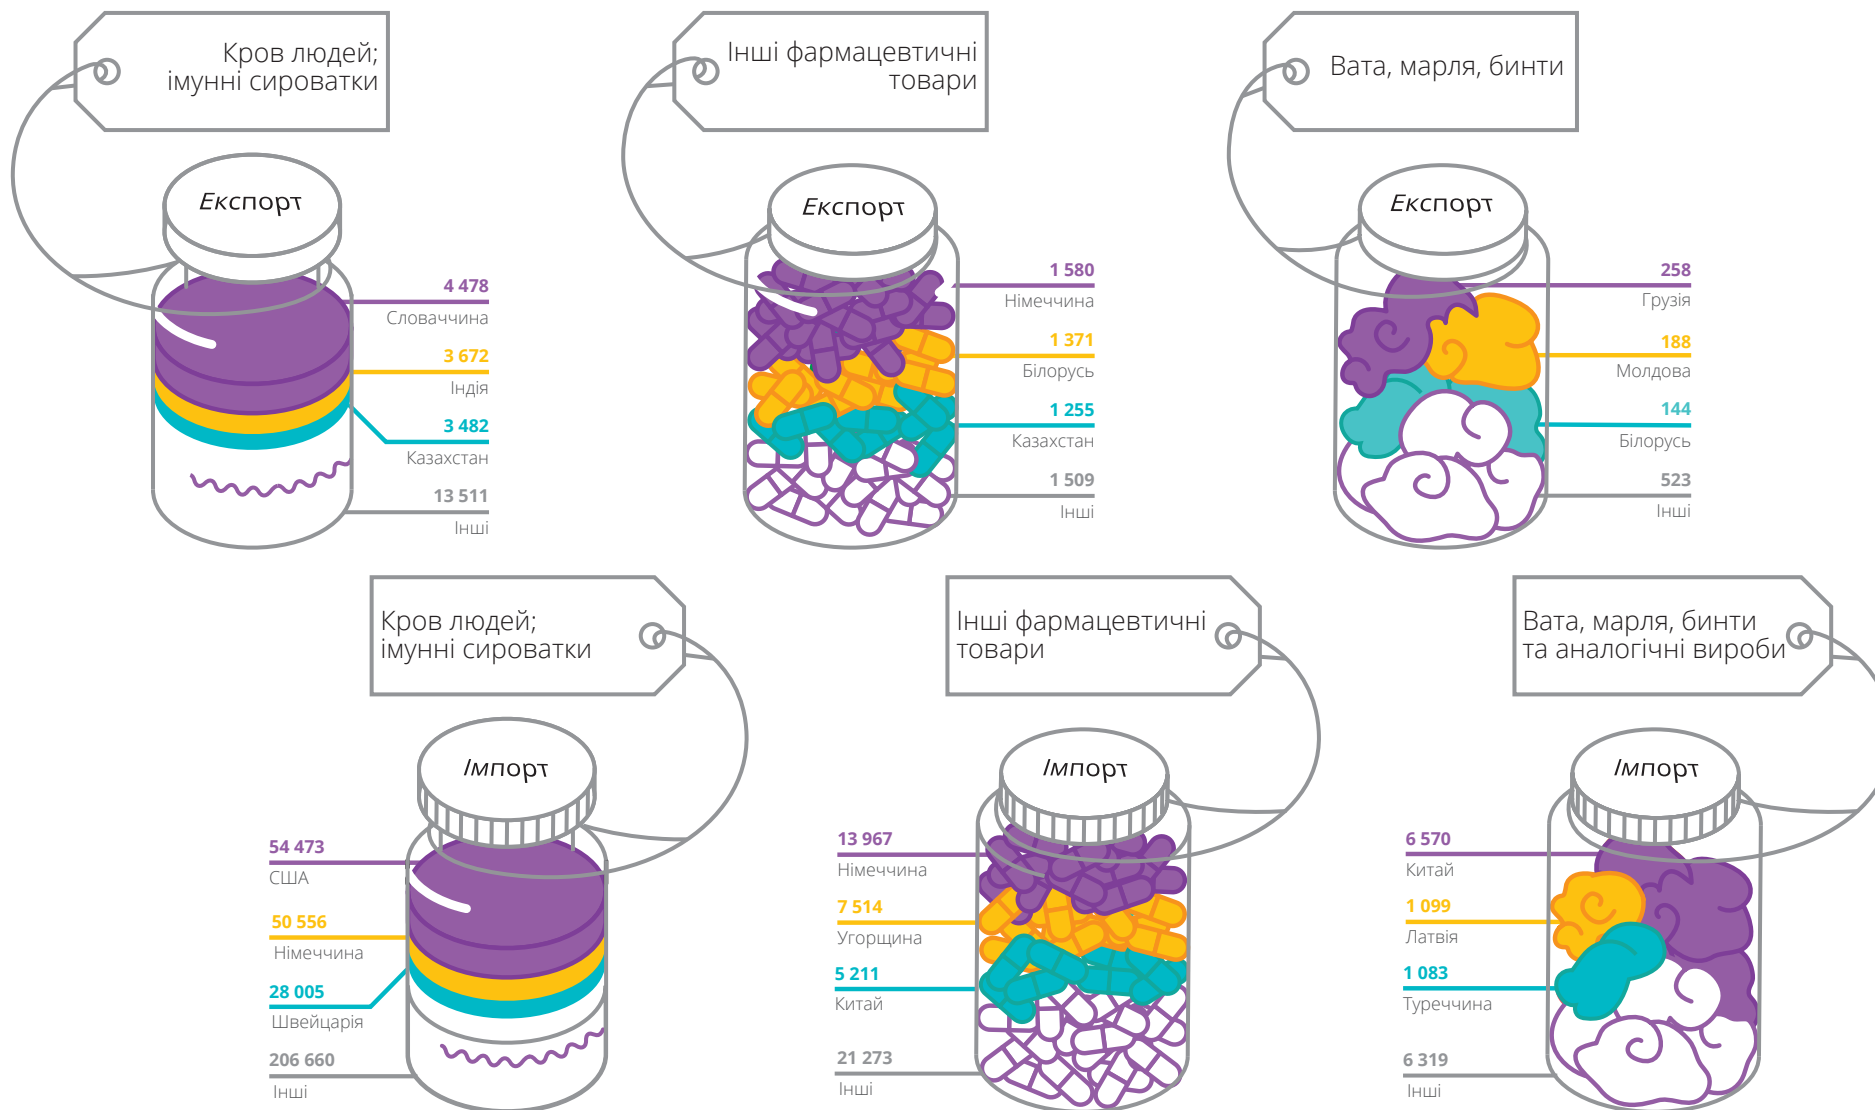 Кров людей;
імунні сироватки
Експорт
4 478
Словаччина
3 672
Індія
3 482
Казахстан
13 511
Інші
Інші фармацевтичні
товари
Експорт
1 580
Німеччина
1 371
Білорусь
1 255
Казахстан
1 509
Інші
Вата, марля, бинти
Експорт
258
Грузія
188
Молдова
144
Білорусь
523
Інші
Кров людей;
імунні сироватки
Імпорт
54 473
США
50 556
Німеччина
28 005
Швейцарія
206 660
Інші
Інші фармацевтичні
товари
Імпорт
13 967
Німеччина
7 514
Угорщина
5 211
Китай
21 273
Інші
Вата, марля, бинти
та аналогічні вироби
Імпорт
6 570
Китай
1 099
Латвія
1 083
Туреччина
6 319
Інші